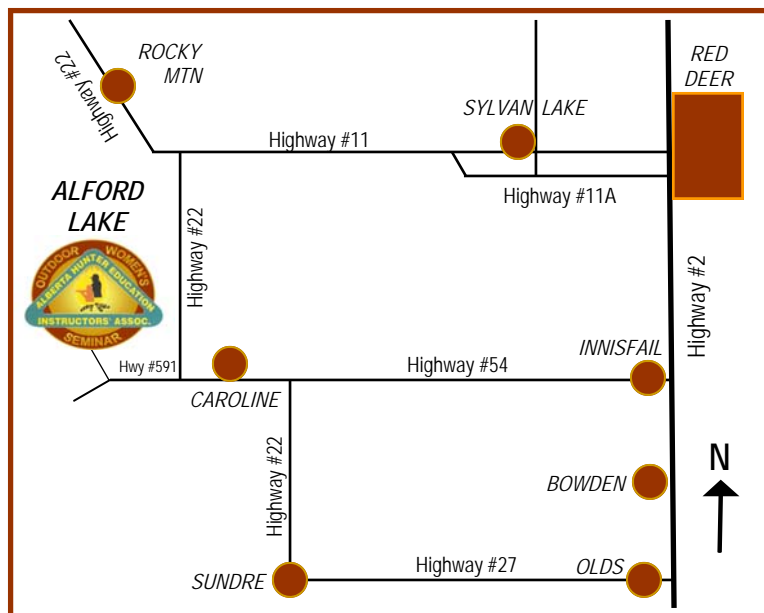 ROCKY
MTN
Highway #22
RED
DEER
SYLVAN LAKE
Highway #11
Highway #11A
ALFORD
LAKE
Highway #22
OUTDOOR WOMEN'S
ALBERTA HUNTER EDUCATION
INSTRUCTORS' ASSOC.
SEMINAR
Highway #2
Hwy #591
CAROLINE
Highway #54
INNISFAIL
Highway #22
BOWDEN
N
SUNDRE
Highway #27
OLDS